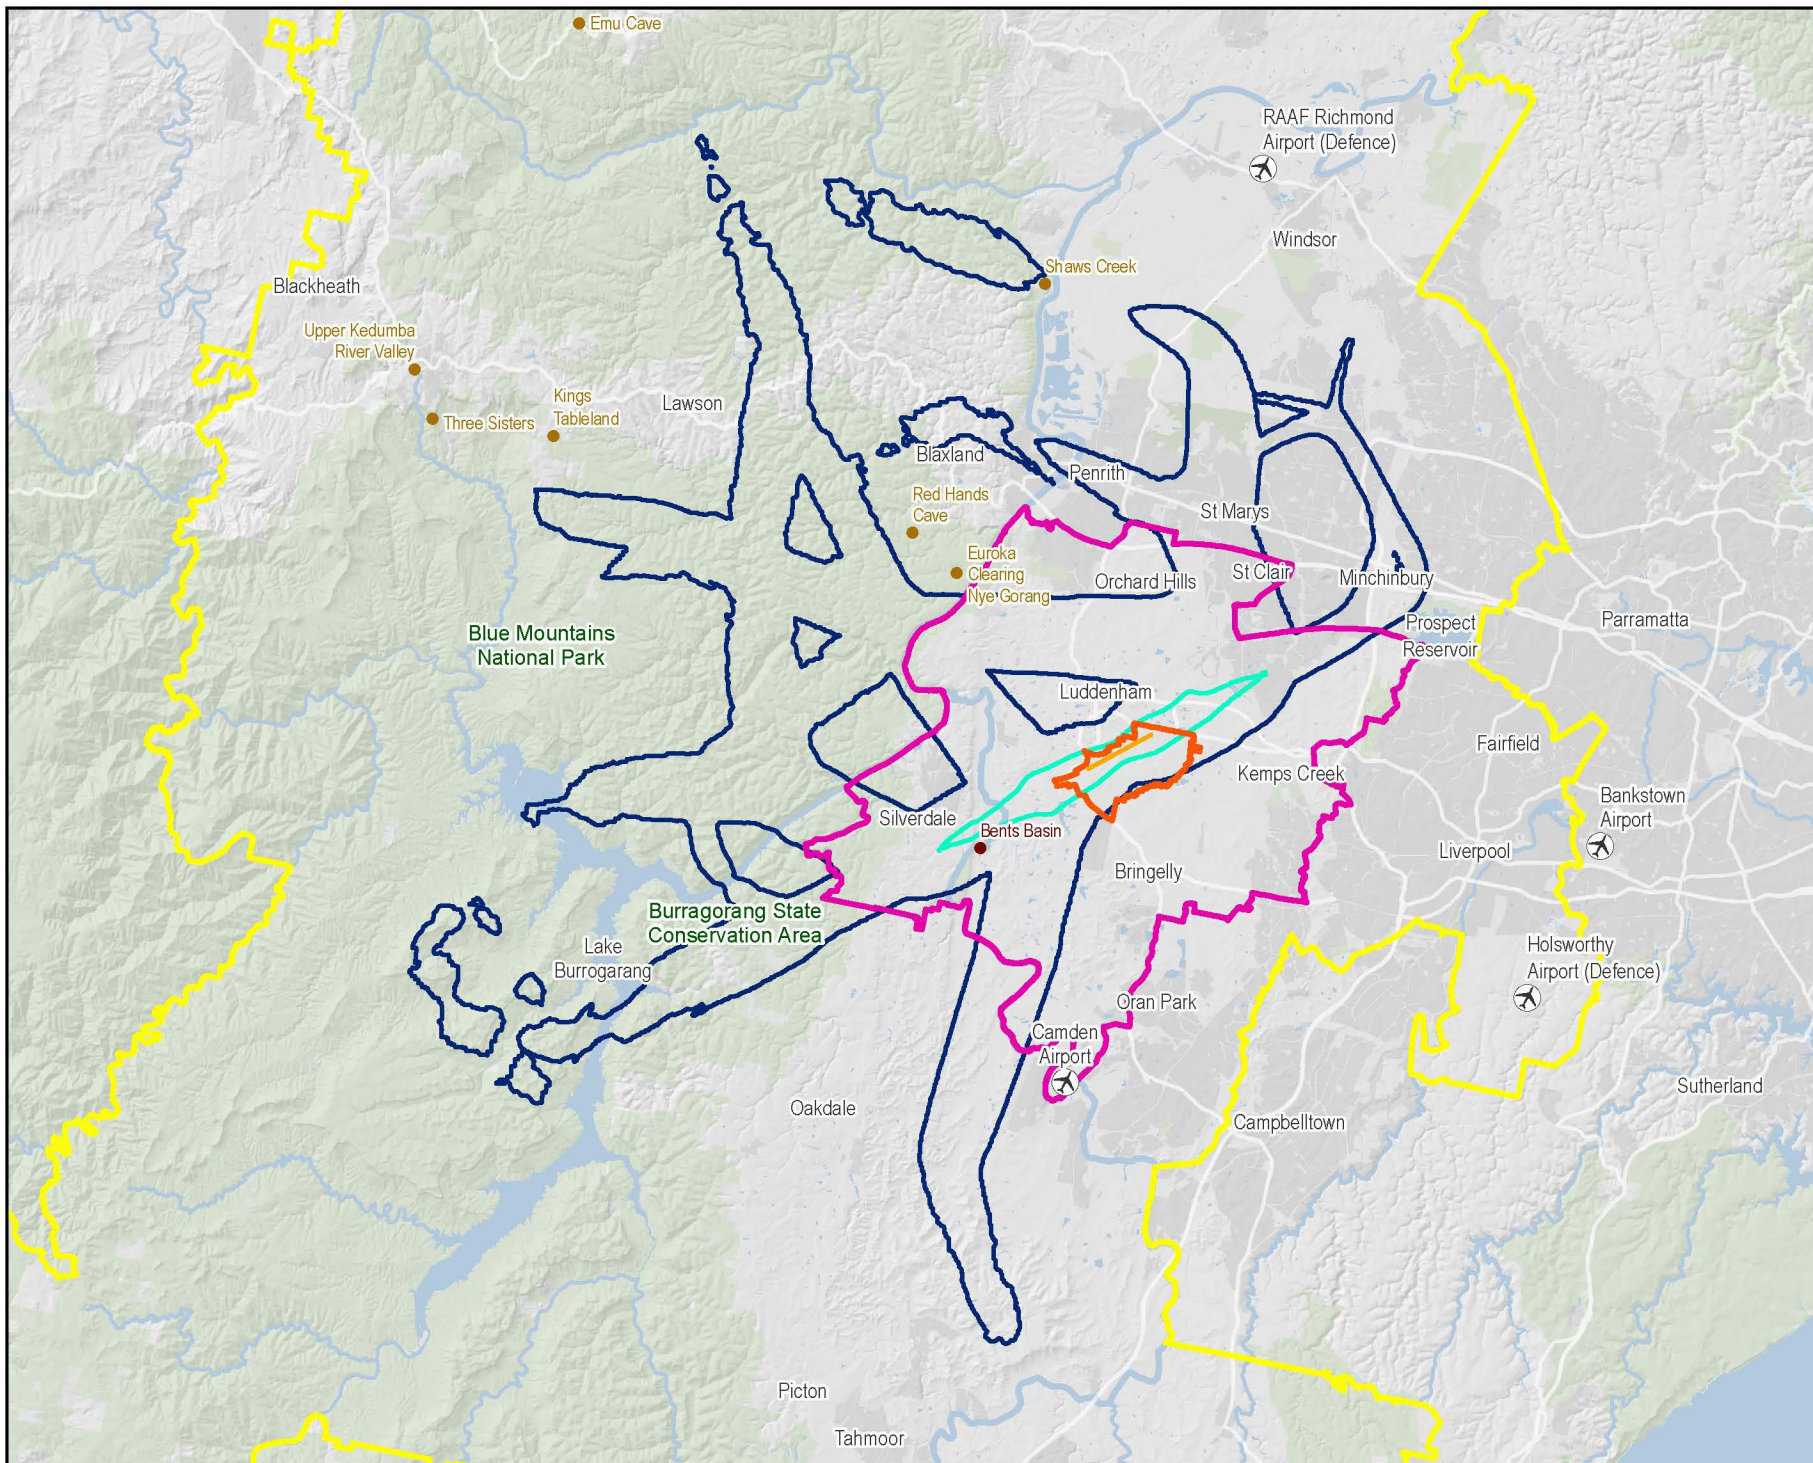 Emu Cave
RAAF Richmond
Airport (Defence)
Windsor
Shaws Creek
Blackheath
Upper Kedumba
River Valley
Three Sisters
Kings
Tableland
Lawson
Blaxland
Penrith
Red Hands
Cave
St Marys
Euroka
Clearing
Nye Gorang
Orchard Hills
St Clair
Minchinbury
Parramatta
Prospect
Reservoir
Blue Mountains
National Park
Luddenham
Fairfield
Kemps Creek
Bankstown
Airport
Silverdale
Bents Basin
Liverpool
Bringelly
Burragorang State
Conservation Area
Lake
Burrogarang
Holsworthy
Airport (Defence)
Oran Park
Camden
Airport
Sutherland
Oakdale
Campbelltown
Picton
Tahmoor